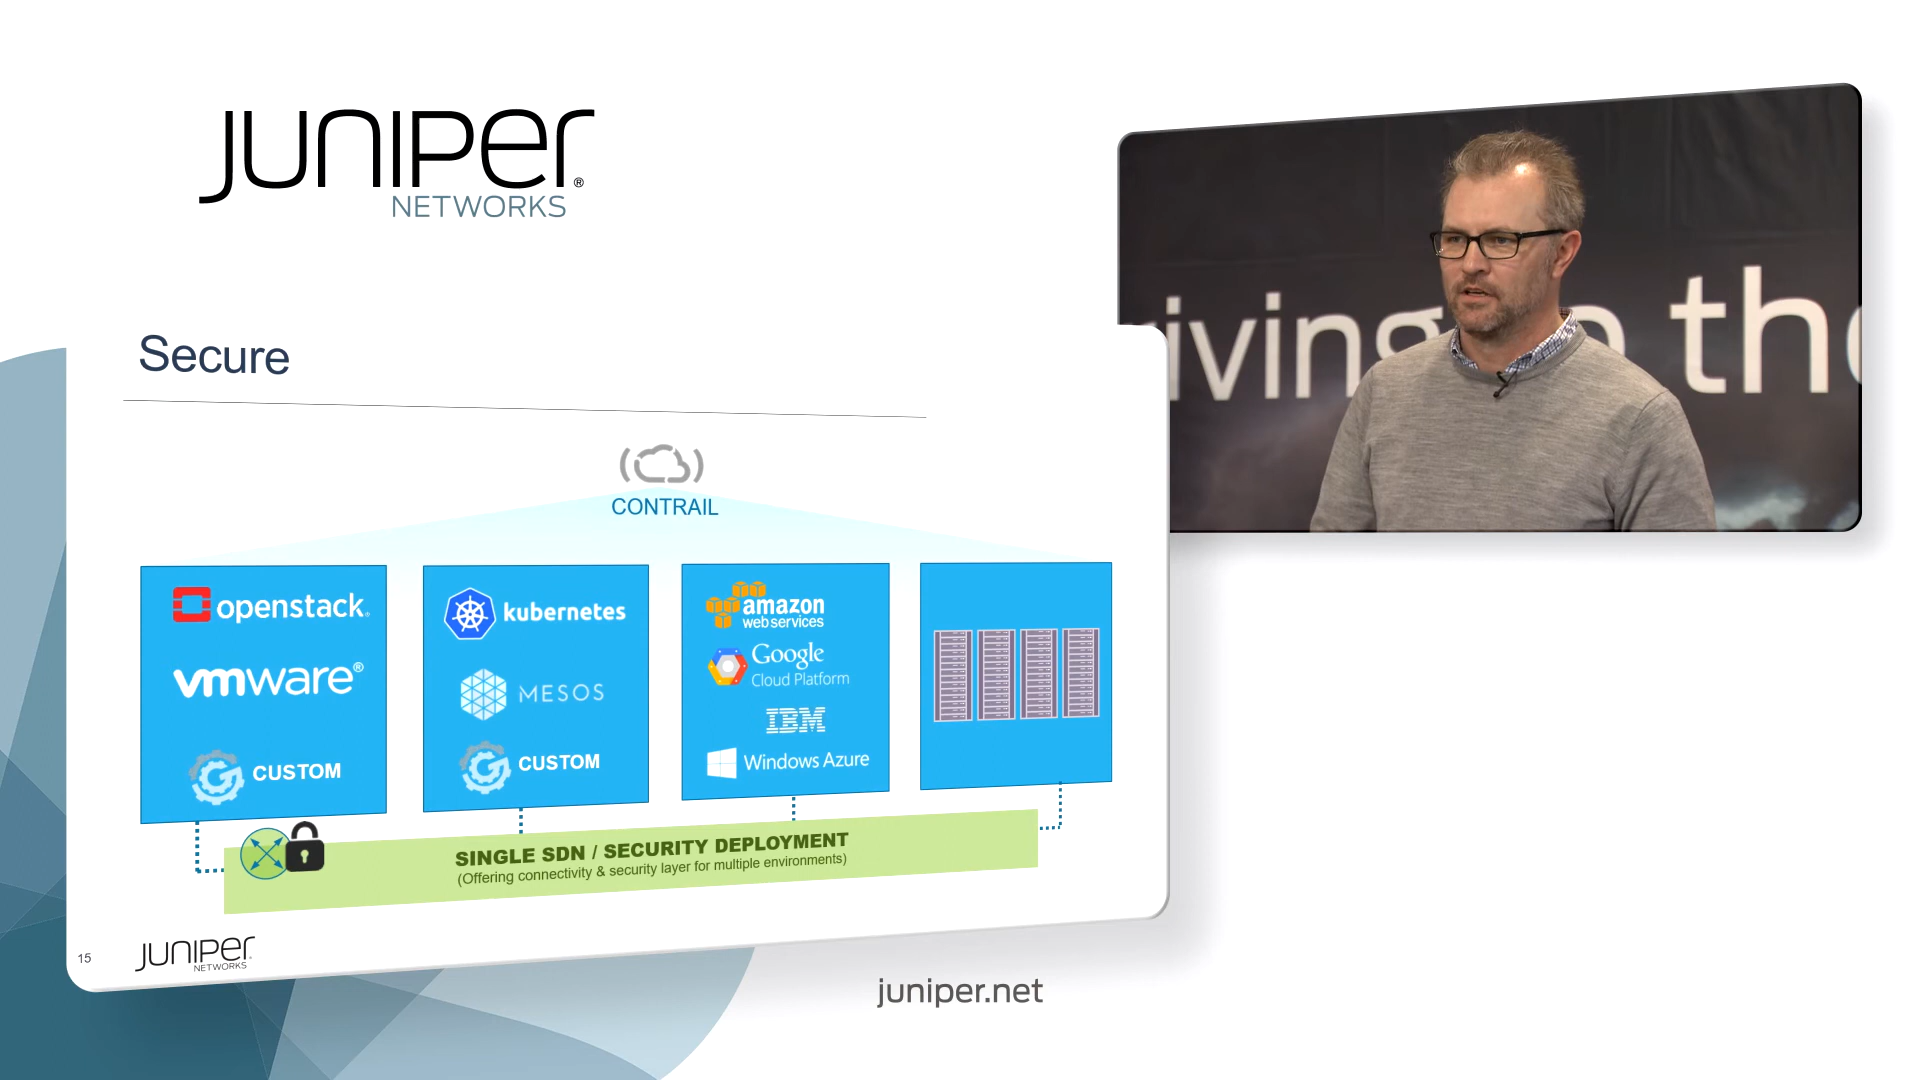 JUNIPER®
NETWORKS
Secure
CONTRAIL
openstack®
vmware®
CUSTOM
kubernetes
MESOS
CUSTOM
amazon
web services
Google
Cloud Platform
IBM
Windows Azure
SINGLE SDN / SECURITY DEPLOYMENT
(Offering connectivity & security layer for multiple environments)
15
JUNIPER
NETWORKS
juniper.net
iving
the